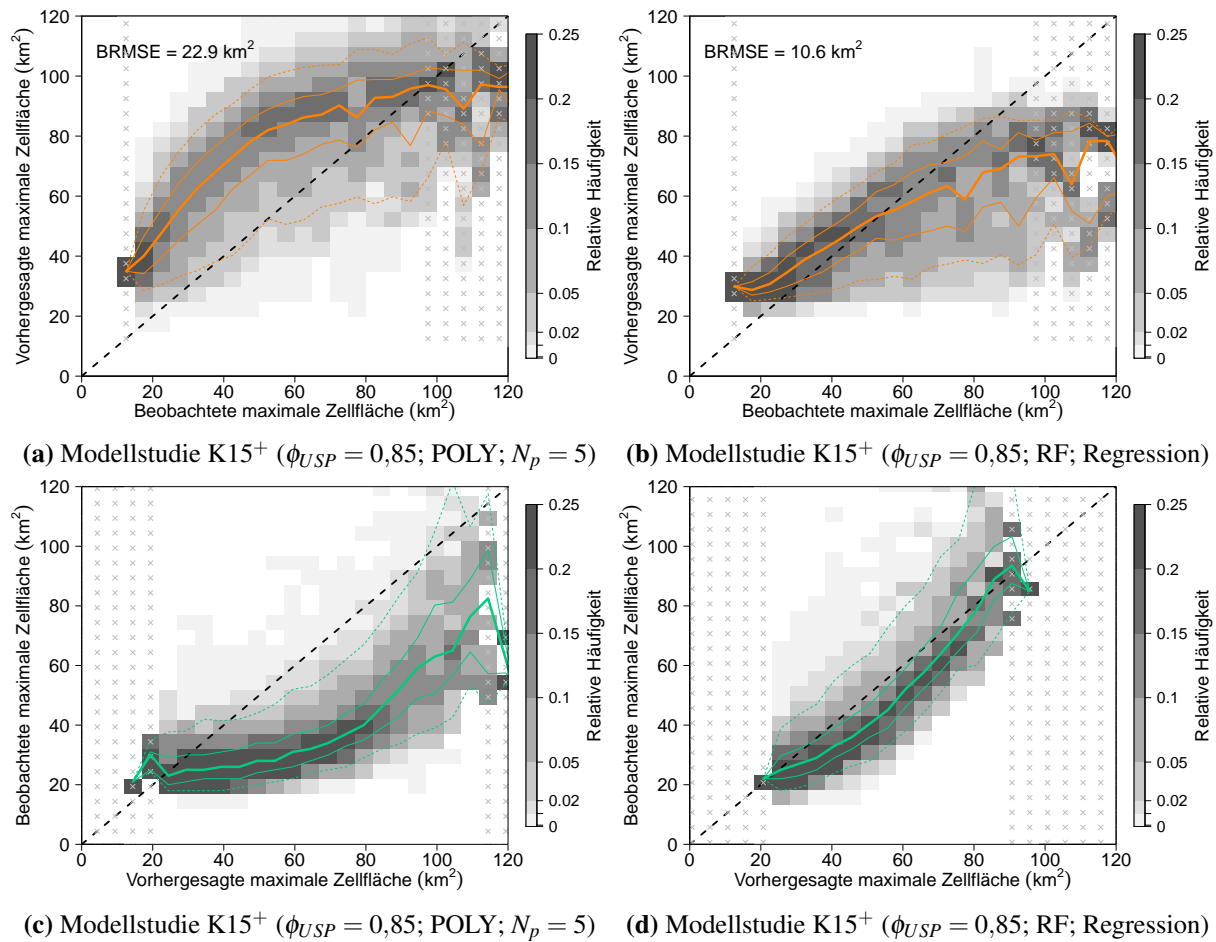 BRMSE = 22.9 km²
Vorhergesagte maximale Zellfläche (km²)
120
100
80
60
40
20
0
0 20 40 60 80 100 120
Beobachtete maximale Zellfläche (km²)
0.25
0.2
0.15
0.1
0.05
0.02
0
Relative Häufigkeit
BRMSE = 10.6 km²
Vorhergesagte maximale Zellfläche (km²)
120
100
80
60
40
20
0
0 20 40 60 80 100 120
Beobachtete maximale Zellfläche (km²)
0.25
0.2
0.15
0.1
0.05
0.02
0
Relative Häufigkeit
(a) Modellstudie K15⁺ (ϕ_USP = 0,85; POLY; N_p = 5)
(b) Modellstudie K15⁺ (ϕ_USP = 0,85; RF; Regression)
Beobachtete maximale Zellfläche (km²)
120
100
80
60
40
20
0
0 20 40 60 80 100 120
Vorhergesagte maximale Zellfläche (km²)
0.25
0.2
0.15
0.1
0.05
0.02
0
Relative Häufigkeit
Beobachtete maximale Zellfläche (km²)
120
100
80
60
40
20
0
0 20 40 60 80 100 120
Vorhergesagte maximale Zellfläche (km²)
0.25
0.2
0.15
0.1
0.05
0.02
0
Relative Häufigkeit
(c) Modellstudie K15⁺ (ϕ_USP = 0,85; POLY; N_p = 5)
(d) Modellstudie K15⁺ (ϕ_USP = 0,85; RF; Regression)